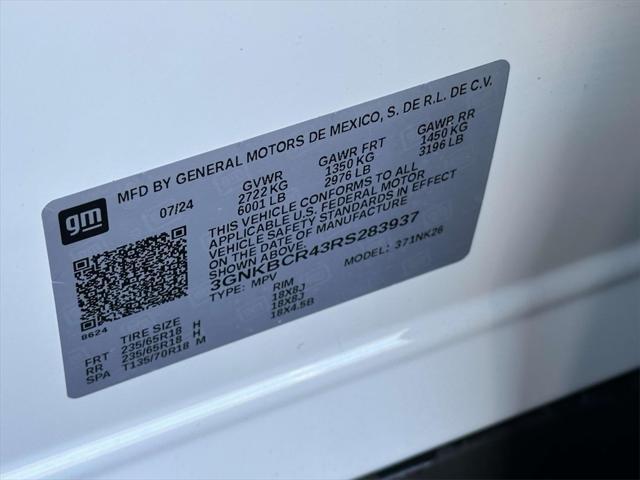 MFD BY GENERAL MOTORS DE MEXICO, S. DE R.L. DE C.V.
gm
07/24
GVWR GAWR FRT GAWR RR
2722 KG 1350 KG 1450 KG
6001 LB 2976 LB 3196 LB
THIS VEHICLE CONFORMS TO ALL
APPLICABLE U.S. FEDERAL MOTOR
VEHICLE SAFETY STANDARDS IN EFFECT
ON THE DATE OF MANUFACTURE
SHOWN ABOVE.
3GNKBCR43RS283937
TYPE: MPV MODEL: 371NK26
8624
TIRE SIZE RIM
FRT 235/65R18 H 18X8J
RR 235/65R18 H 18X8J
SPA T135/70R18 M 18X4.5B